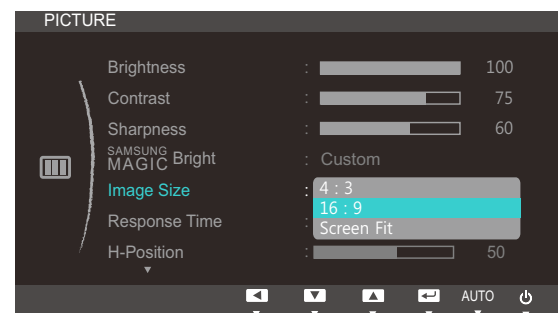 PICTURE
Brightness : 100
Contrast : 75
Sharpness : 60
SAMSUNG
MAGIC Bright : Custom
Image Size : 4 : 3
16 : 9
Response Time : Screen Fit
H-Position : 50
AUTO